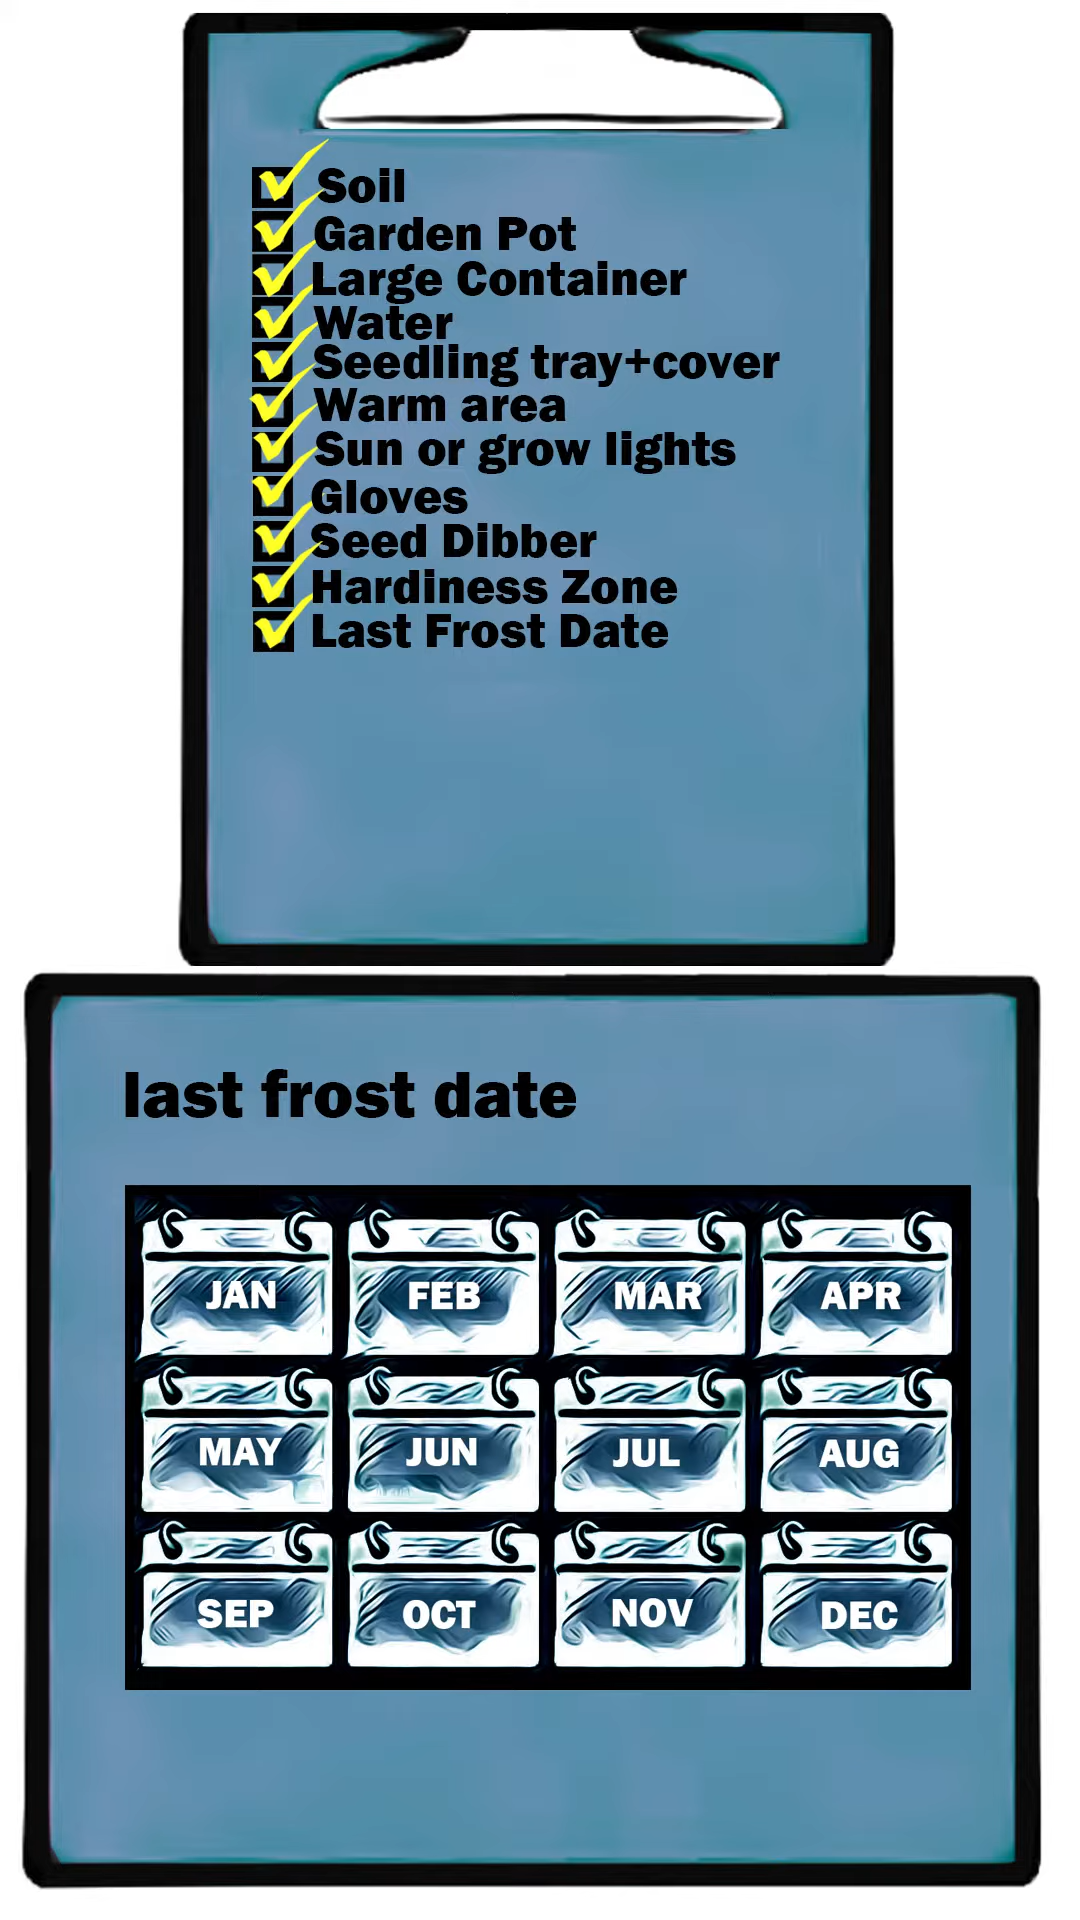 Soil
Garden Pot
Large Container
Water
Seedling tray+cover
Warm area
Sun or grow lights
Gloves
Seed Dibber
Hardiness Zone
Last Frost Date
last frost date
JAN FEB MAR APR
MAY JUN JUL AUG
SEP OCT NOV DEC